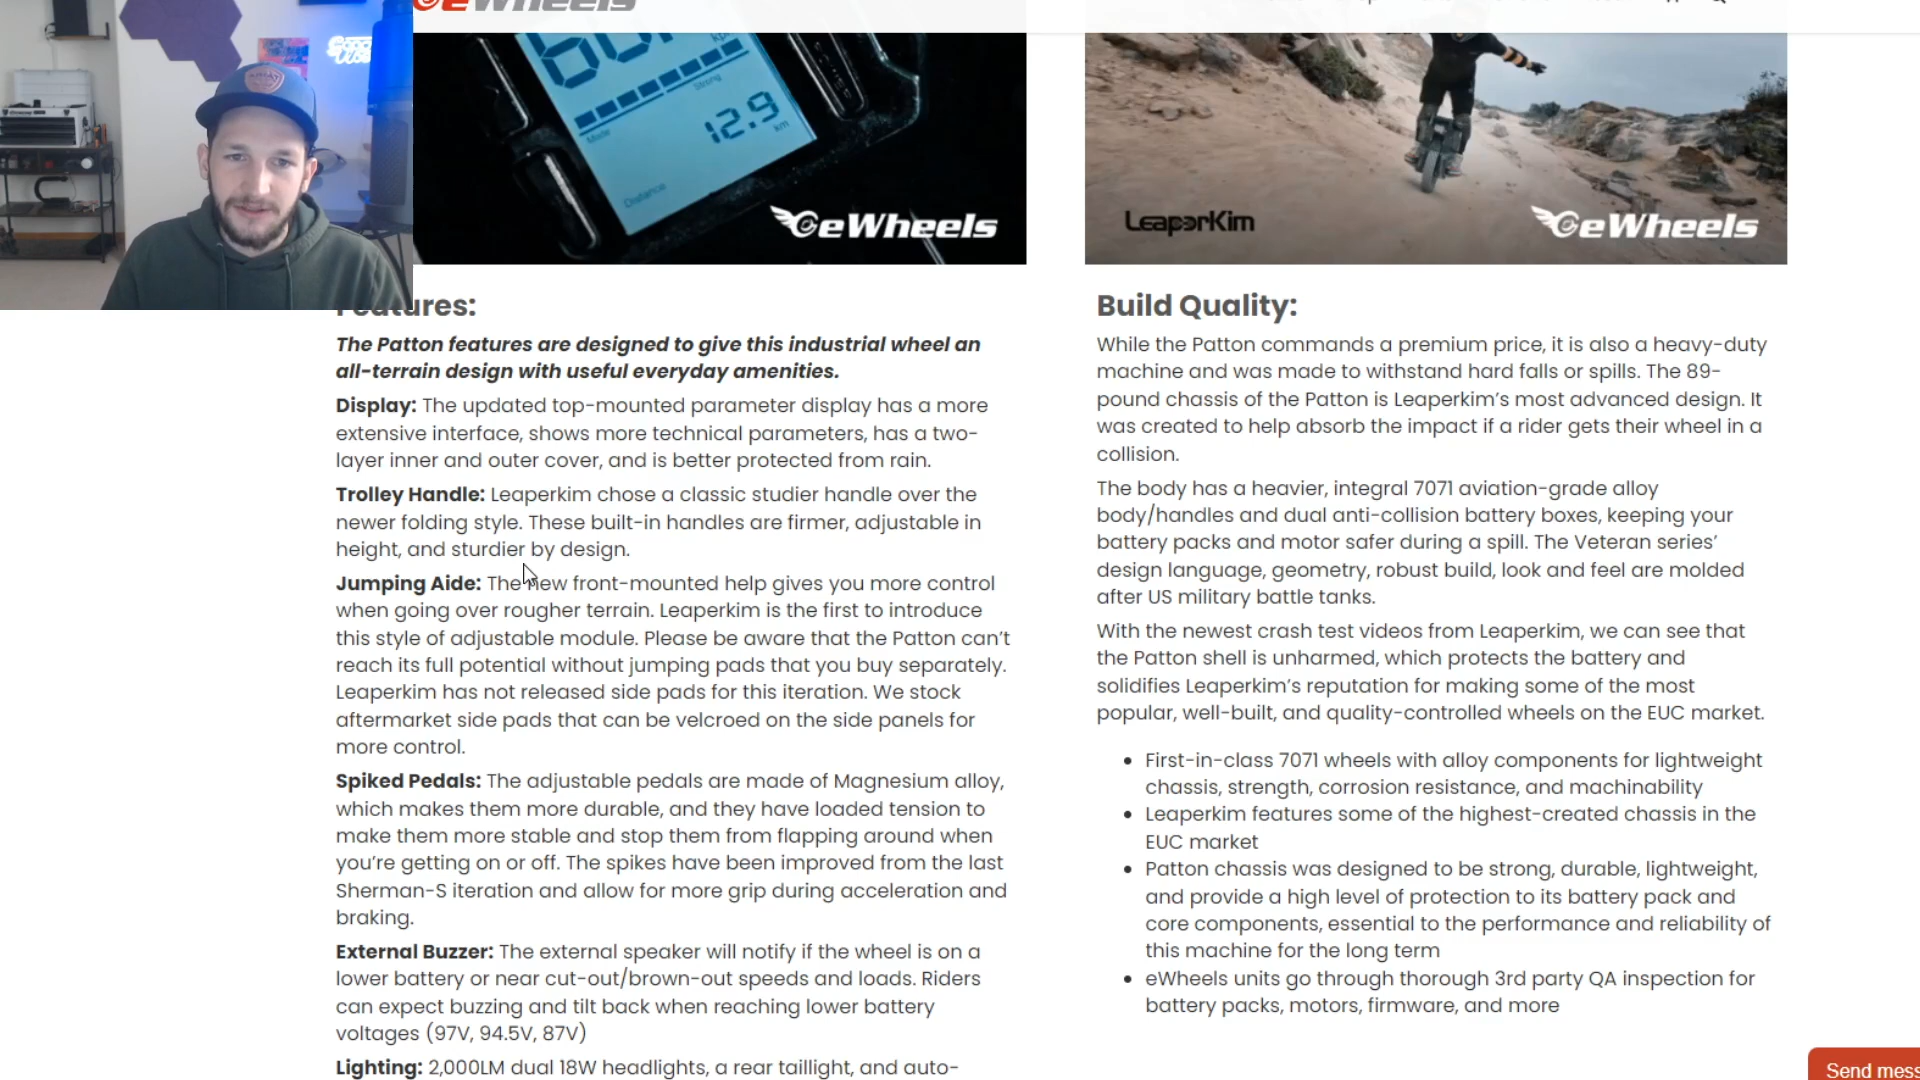 eWheels
Mode
Strong
12.9
km
Distance
eWheels
LeaperKim
eWheels
Features:
The Patton features are designed to give this industrial wheel an
all-terrain design with useful everyday amenities.
Display: The updated top-mounted parameter display has a more
extensive interface, shows more technical parameters, has a two-
layer inner and outer cover, and is better protected from rain.
Trolley Handle: Leaperkim chose a classic studier handle over the
newer folding style. These built-in handles are firmer, adjustable in
height, and sturdier by design.
Jumping Aide: The new front-mounted help gives you more control
when going over rougher terrain. Leaperkim is the first to introduce
this style of adjustable module. Please be aware that the Patton can’t
reach its full potential without jumping pads that you buy separately.
Leaperkim has not released side pads for this iteration. We stock
aftermarket side pads that can be velcroed on the side panels for
more control.
Spiked Pedals: The adjustable pedals are made of Magnesium alloy,
which makes them more durable, and they have loaded tension to
make them more stable and stop them from flapping around when
you’re getting on or off. The spikes have been improved from the last
Sherman-S iteration and allow for more grip during acceleration and
braking.
External Buzzer: The external speaker will notify if the wheel is on a
lower battery or near cut-out/brown-out speeds and loads. Riders
can expect buzzing and tilt back when reaching lower battery
voltages (97V, 94.5V, 87V)
Lighting: 2,000LM dual 18W headlights, a rear taillight, and auto-
Build Quality:
While the Patton commands a premium price, it is also a heavy-duty
machine and was made to withstand hard falls or spills. The 89-
pound chassis of the Patton is Leaperkim’s most advanced design. It
was created to help absorb the impact if a rider gets their wheel in a
collision.
The body has a heavier, integral 7071 aviation-grade alloy
body/handles and dual anti-collision battery boxes, keeping your
battery packs and motor safer during a spill. The Veteran series’
design language, geometry, robust build, look and feel are molded
after US military battle tanks.
With the newest crash test videos from Leaperkim, we can see that
the Patton shell is unharmed, which protects the battery and
solidifies Leaperkim’s reputation for making some of the most
popular, well-built, and quality-controlled wheels on the EUC market.
• First-in-class 7071 wheels with alloy components for lightweight
chassis, strength, corrosion resistance, and machinability
• Leaperkim features some of the highest-created chassis in the
EUC market
• Patton chassis was designed to be strong, durable, lightweight,
and provide a high level of protection to its battery pack and
core components, essential to the performance and reliability of
this machine for the long term
• eWheels units go through thorough 3rd party QA inspection for
battery packs, motors, firmware, and more
Send mess